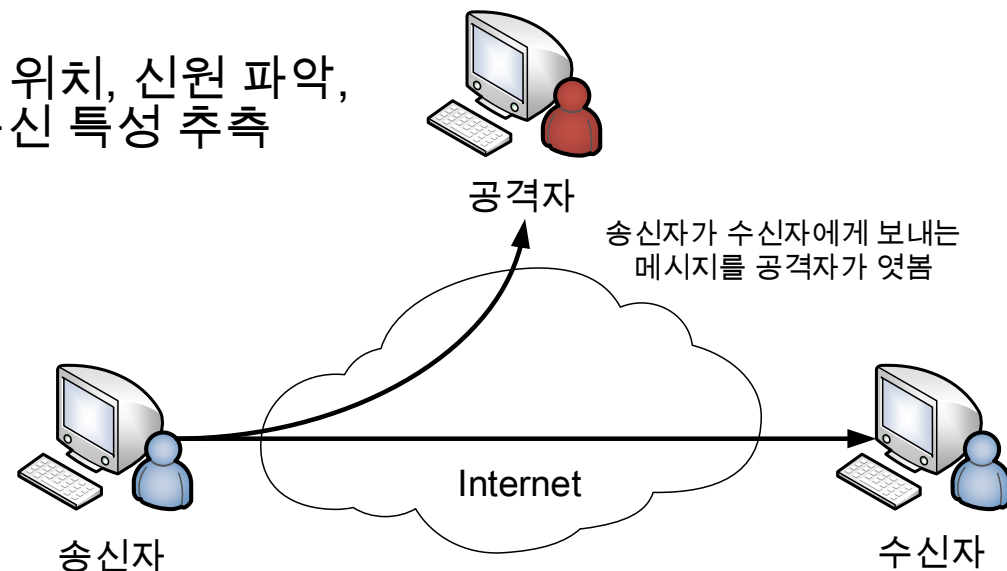 위치, 신원 파악,
신 특성 추측
공격자
송신자가 수신자에게 보내는
메시지를 공격자가 엿봄
Internet
송신자
수신자